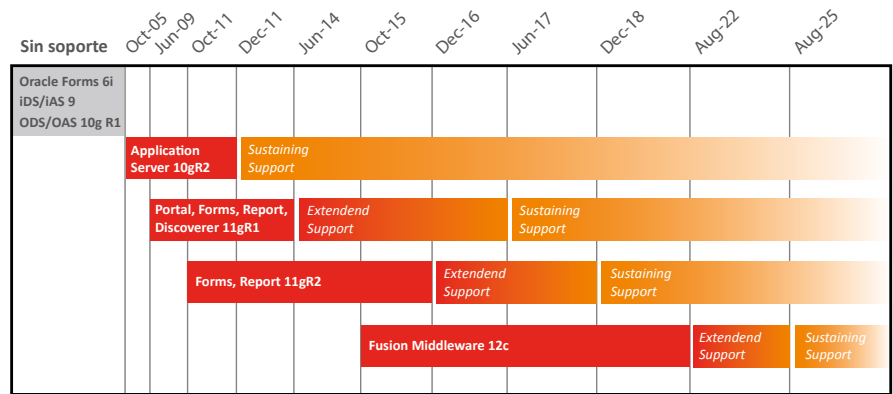 Sin soporte
Oct-05
Jun-09
Oct-11
Dec-11
Jun-14
Oct-15
Dec-16
Jun-17
Dec-18
Aug-22
Aug-25
Oracle Forms 6i
iDS/iAS 9
ODS/OAS 10g R1
Application
Server 10gR2
Sustaining
Support
Portal, Forms, Report,
Discoverer 11gR1
Extendend
Support
Sustaining
Support
Forms, Report 11gR2
Extendend
Support
Sustaining
Support
Fusion Middleware 12c
Extendend
Support
Sustaining
Support